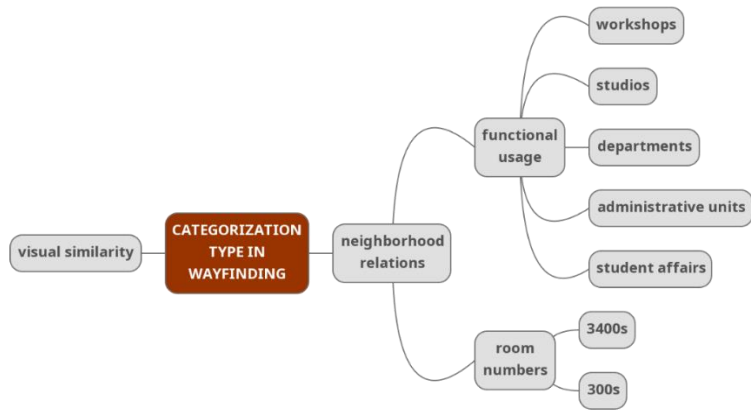 visual similarity
CATEGORIZATION
TYPE IN
WAYFINDING
neighborhood
relations
functional
usage
workshops
studios
departments
administrative units
student affairs
room
numbers
3400s
300s